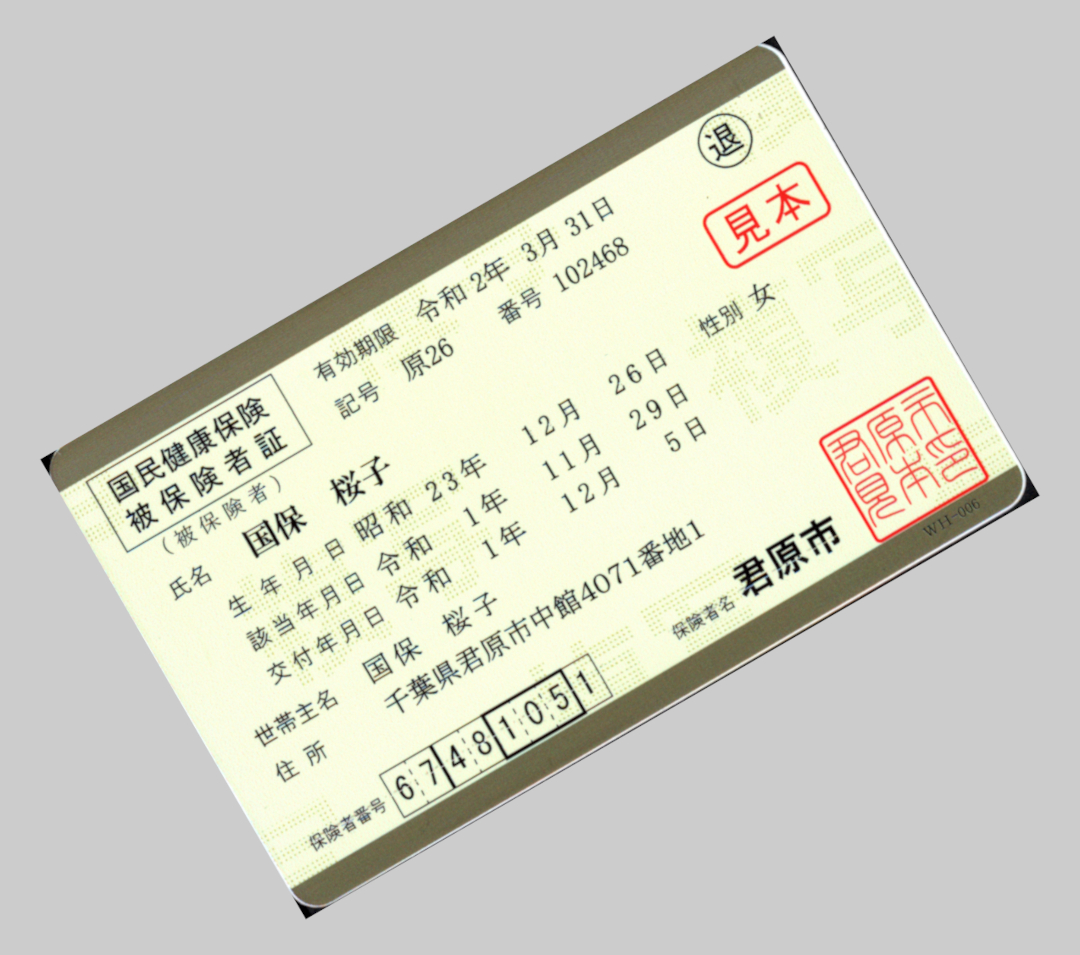 退
見本
国民健康保険
被保険者証
有効期限 令和 2年 3月 31日
記号 原26 番号 102468
(被保険者)
氏名 国保 桜子 性別 女
生年月日 昭和 23年 12月 26日
該当年月日 令和 1年 11月 29日
交付年月日 令和 1年 12月 5日
世帯主名 国保 桜子
住所 千葉県君原市中館4071番地1
保険者番号 67481051
保険者名 君原市
君原市見本印
WH-006